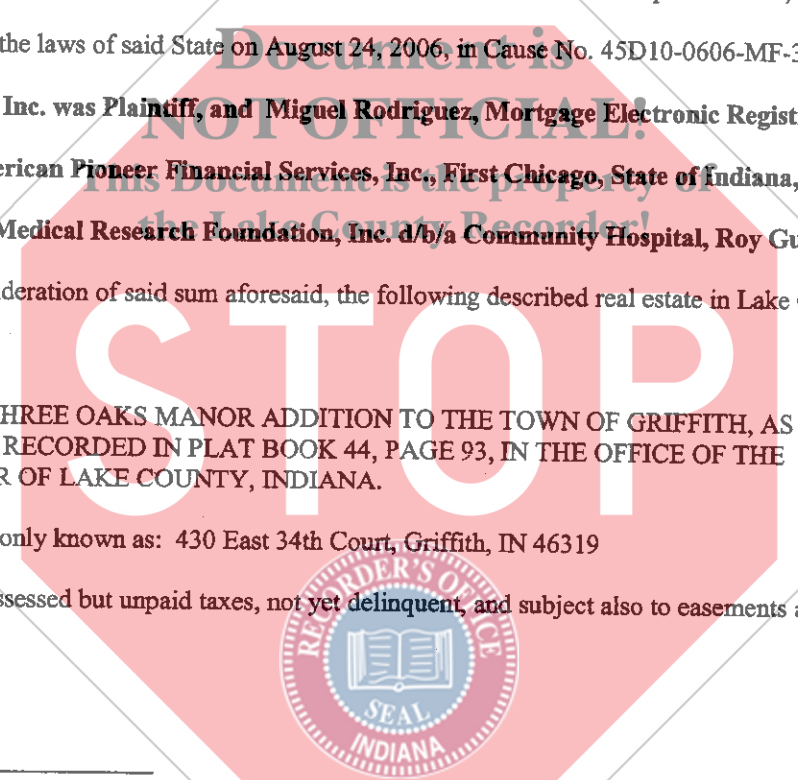 Document is
the laws of said State on August 24, 2006, in Cause No. 45D10-0606-MF-3
NOT OFFICIAL!
Inc. was Plaintiff, and Miguel Rodriguez, Mortgage Electronic Regist
This Document is the property of
erican Pioneer Financial Services, Inc., First Chicago, State of Indiana,
the Lake County Recorder!
Medical Research Foundation, Inc. d/b/a Community Hospital, Roy Gu
deration of said sum aforesaid, the following described real estate in Lake
STOP
HREE OAKS MANOR ADDITION TO THE TOWN OF GRIFFITH, AS
RECORDED IN PLAT BOOK 44, PAGE 93, IN THE OFFICE OF THE
R OF LAKE COUNTY, INDIANA.
only known as: 430 East 34th Court, Griffith, IN 46319
ssessed but unpaid taxes, not yet delinquent, and subject also to easements a
RECORDER'S OFFICE
SEAL
INDIANA